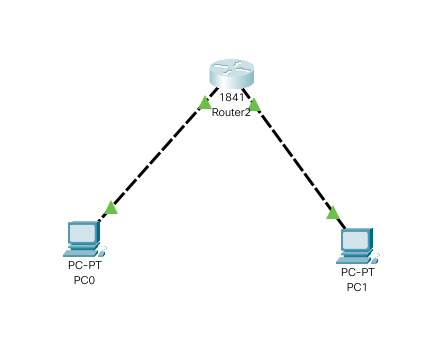 1841
Router2
PC-PT
PC0
PC-PT
PC1